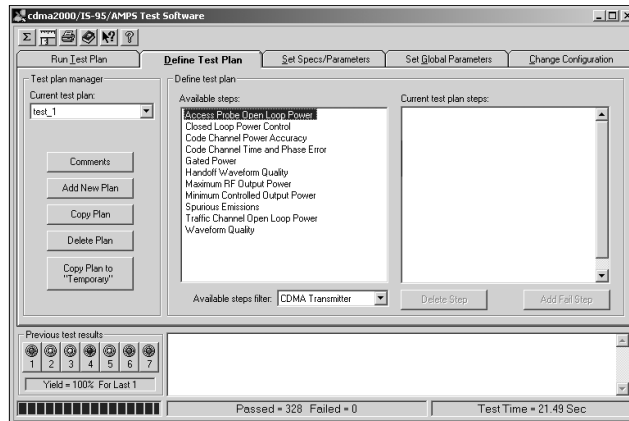 cdma2000/IS-95/AMPS Test Software
Run Test Plan
Define Test Plan
Set Specs/Parameters
Set Global Parameters
Change Configuration
Test plan manager
Current test plan:
test_1
Comments
Add New Plan
Copy Plan
Delete Plan
Copy Plan to
"Temporary"
Define test plan
Available steps:
Access Probe Open Loop Power
Closed Loop Power Control
Code Channel Power Accuracy
Code Channel Time and Phase Error
Gated Power
Handoff Waveform Quality
Maximum RF Output Power
Minimum Controlled Output Power
Spurious Emissions
Traffic Channel Open Loop Power
Waveform Quality
Available steps filter: CDMA Transmitter
Current test plan steps:
Delete Step
Add Fail Step
Previous test results
1 2 3 4 5 6 7
Yield = 100% For Last 1
Passed = 328 Failed = 0
Test Time = 21.49 Sec